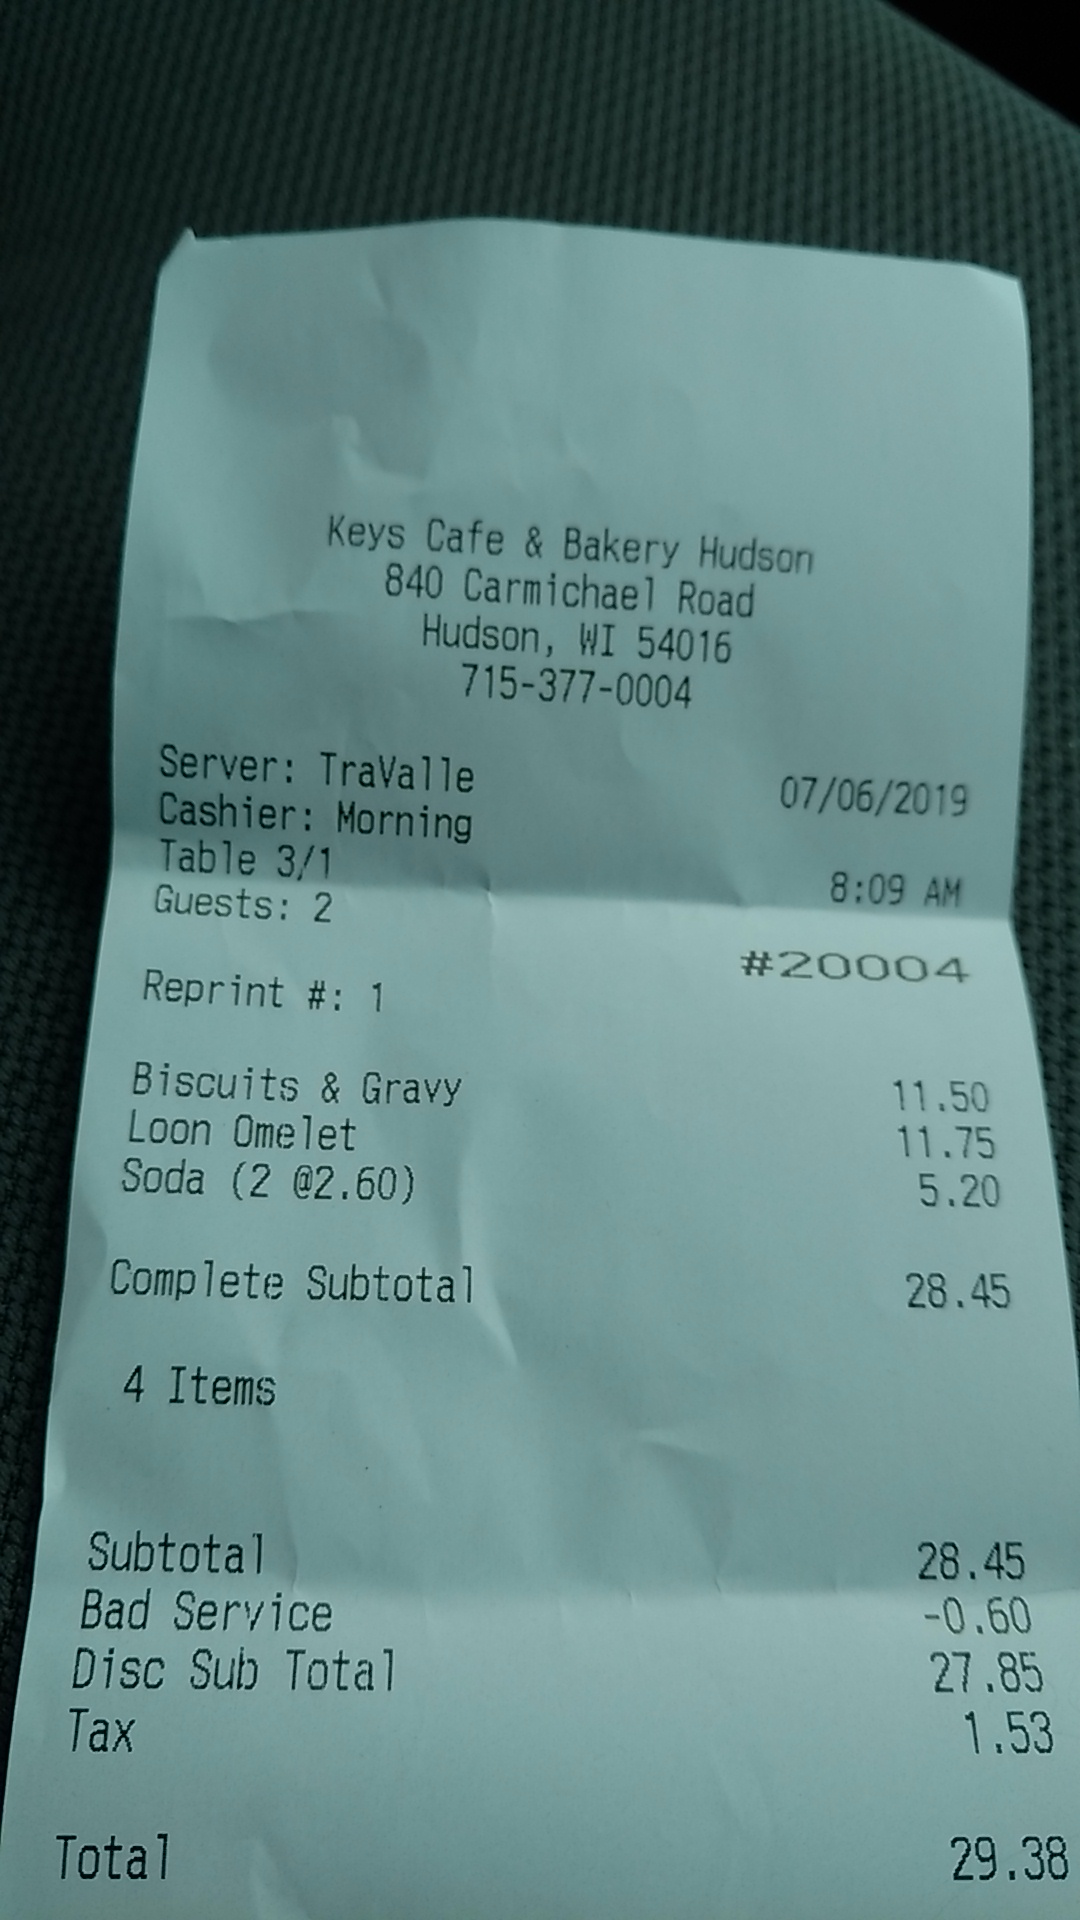 Keys Cafe & Bakery Hudson
840 Carmichael Road
Hudson, WI 54016
715-377-0004
Server: TraValle
07/06/2019
Cashier: Morning
Table 3/1
8:09 AM
Guests: 2
#20004
Reprint #: 1
Biscuits & Gravy 11.50
Loon Omelet 11.75
Soda (2 @2.60) 5.20
Complete Subtotal 28.45
4 Items
Subtotal 28.45
Bad Service -0.60
Disc Sub Total 27.85
Tax 1.53
Total 29.38